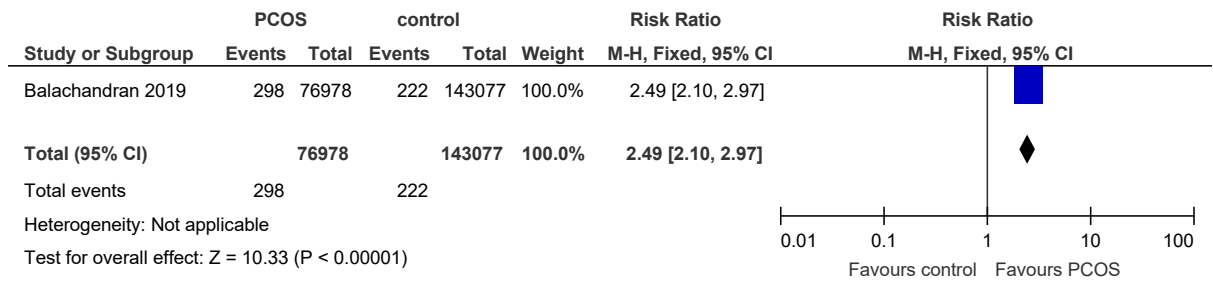 PCOS control Risk Ratio Risk Ratio
Study or Subgroup Events Total Events Total Weight M-H, Fixed, 95% CI M-H, Fixed, 95% CI
Balachandran 2019 298 76978 222 143077 100.0% 2.49 [2.10, 2.97]
Total (95% CI) 76978 143077 100.0% 2.49 [2.10, 2.97]
Total events 298 222
Heterogeneity: Not applicable
Test for overall effect: Z = 10.33 (P < 0.00001)
0.01 0.1 1 10 100
Favours control Favours PCOS